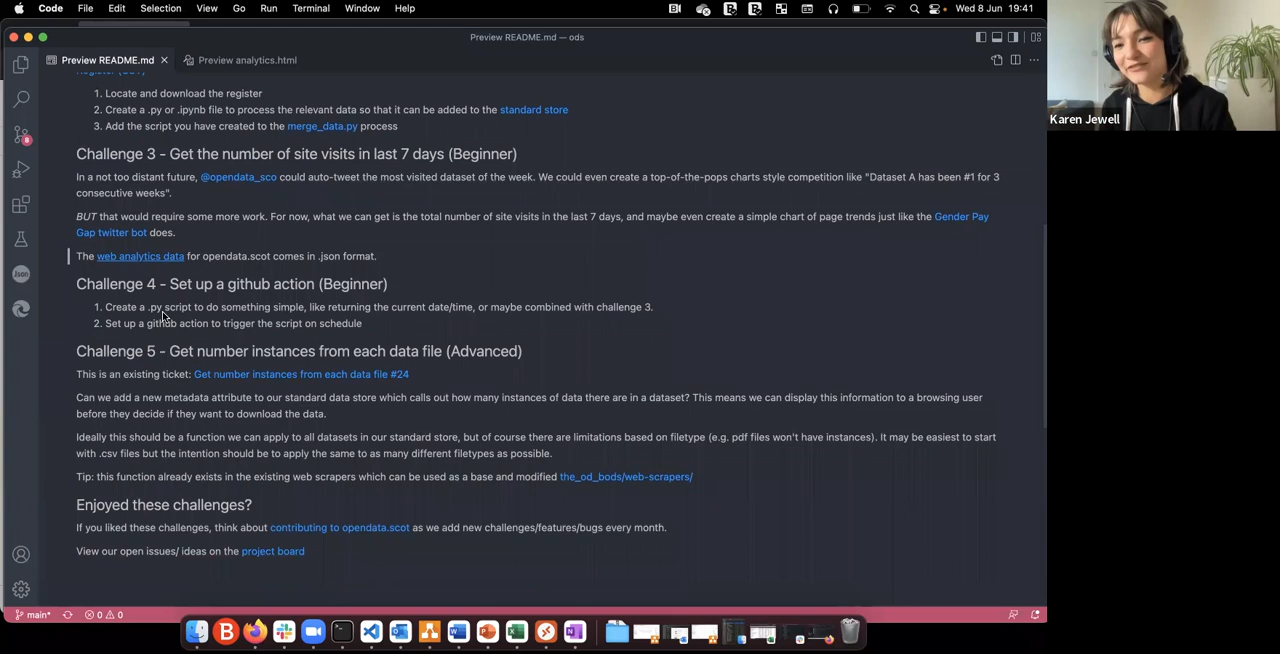 Code File Edit Selection View Go Run Terminal Window Help Wed 8 Jun 19:41
Preview README.md — ods
Preview README.md Preview analytics.html
Register (CSV)
1. Locate and download the register
2. Create a .py or .ipynb file to process the relevant data so that it can be added to the standard store
3. Add the script you have created to the merge_data.py process
Challenge 3 - Get the number of site visits in last 7 days (Beginner)
In a not too distant future, @opendata_sco could auto-tweet the most visited dataset of the week. We could even create a top-of-the-pops charts style competition like "Dataset A has been #1 for 3
consecutive weeks".
BUT that would require some more work. For now, what we can get is the total number of site visits in the last 7 days, and maybe even create a simple chart of page trends just like the Gender Pay
Gap twitter bot does.
The web analytics data for opendata.scot comes in .json format.
Challenge 4 - Set up a github action (Beginner)
1. Create a .py script to do something simple, like returning the current date/time, or maybe combined with challenge 3.
2. Set up a github action to trigger the script on schedule
Challenge 5 - Get number instances from each data file (Advanced)
This is an existing ticket: Get number instances from each data file #24
Can we add a new metadata attribute to our standard data store which calls out how many instances of data there are in a dataset? This means we can display this information to a browsing user
before they decide if they want to download the data.
Ideally this should be a function we can apply to all datasets in our standard store, but of course there are limitations based on filetype (e.g. pdf files won't have instances). It may be easiest to start
with .csv files but the intention should be to apply the same to as many different filetypes as possible.
Tip: this function already exists in the existing web scrapers which can be used as a base and modified the_od_bods/web-scrapers/
Enjoyed these challenges?
If you liked these challenges, think about contributing to opendata.scot as we add new challenges/features/bugs every month.
View our open issues/ ideas on the project board
main* 0 0
Karen Jewell